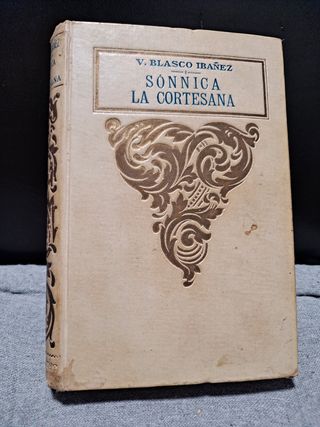 V. BLASCO IBAÑEZ
SÓNNICA
LA CORTESANA